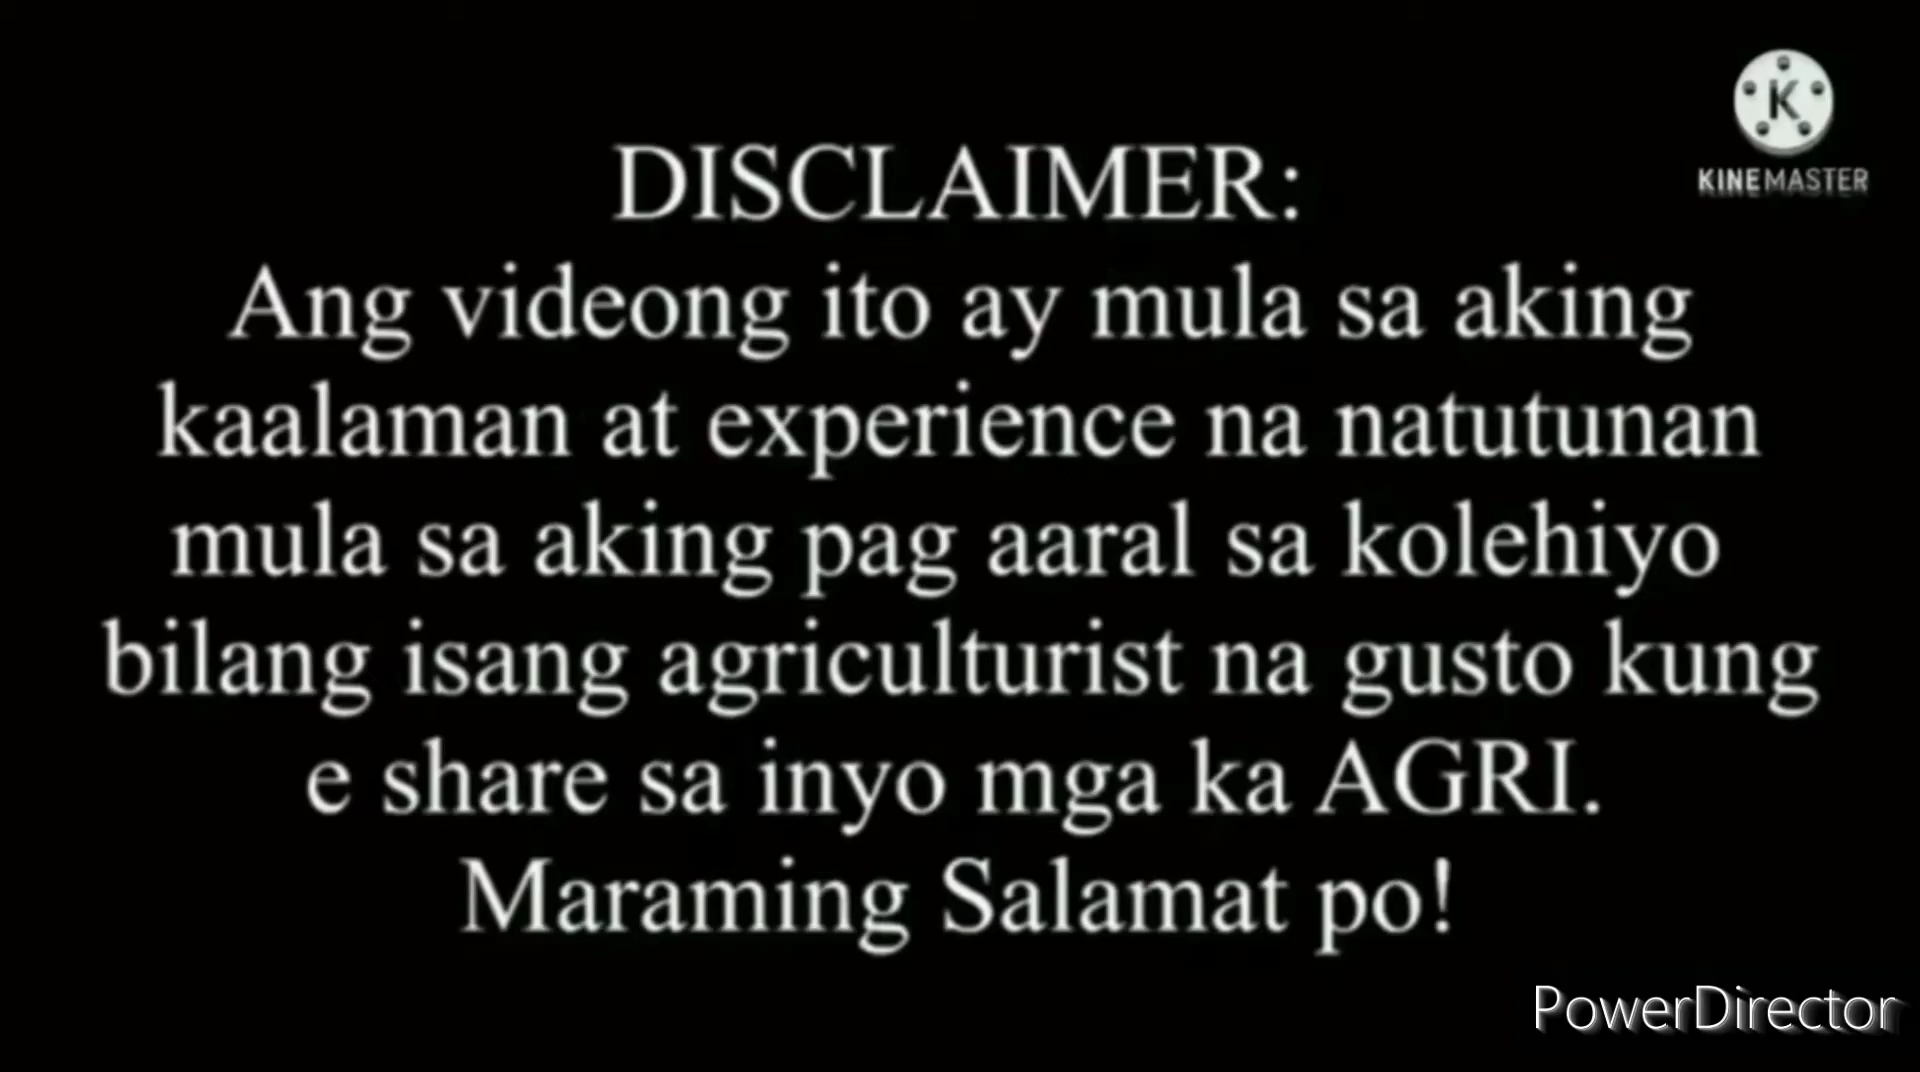 KINEMASTER
DISCLAIMER:
Ang videong ito ay mula sa aking
kaalaman at experience na natutunan
mula sa aking pag aaral sa kolehiyo
bilang isang agriculturist na gusto kung
e share sa inyo mga ka AGRI.
Maraming Salamat po!
PowerDirector